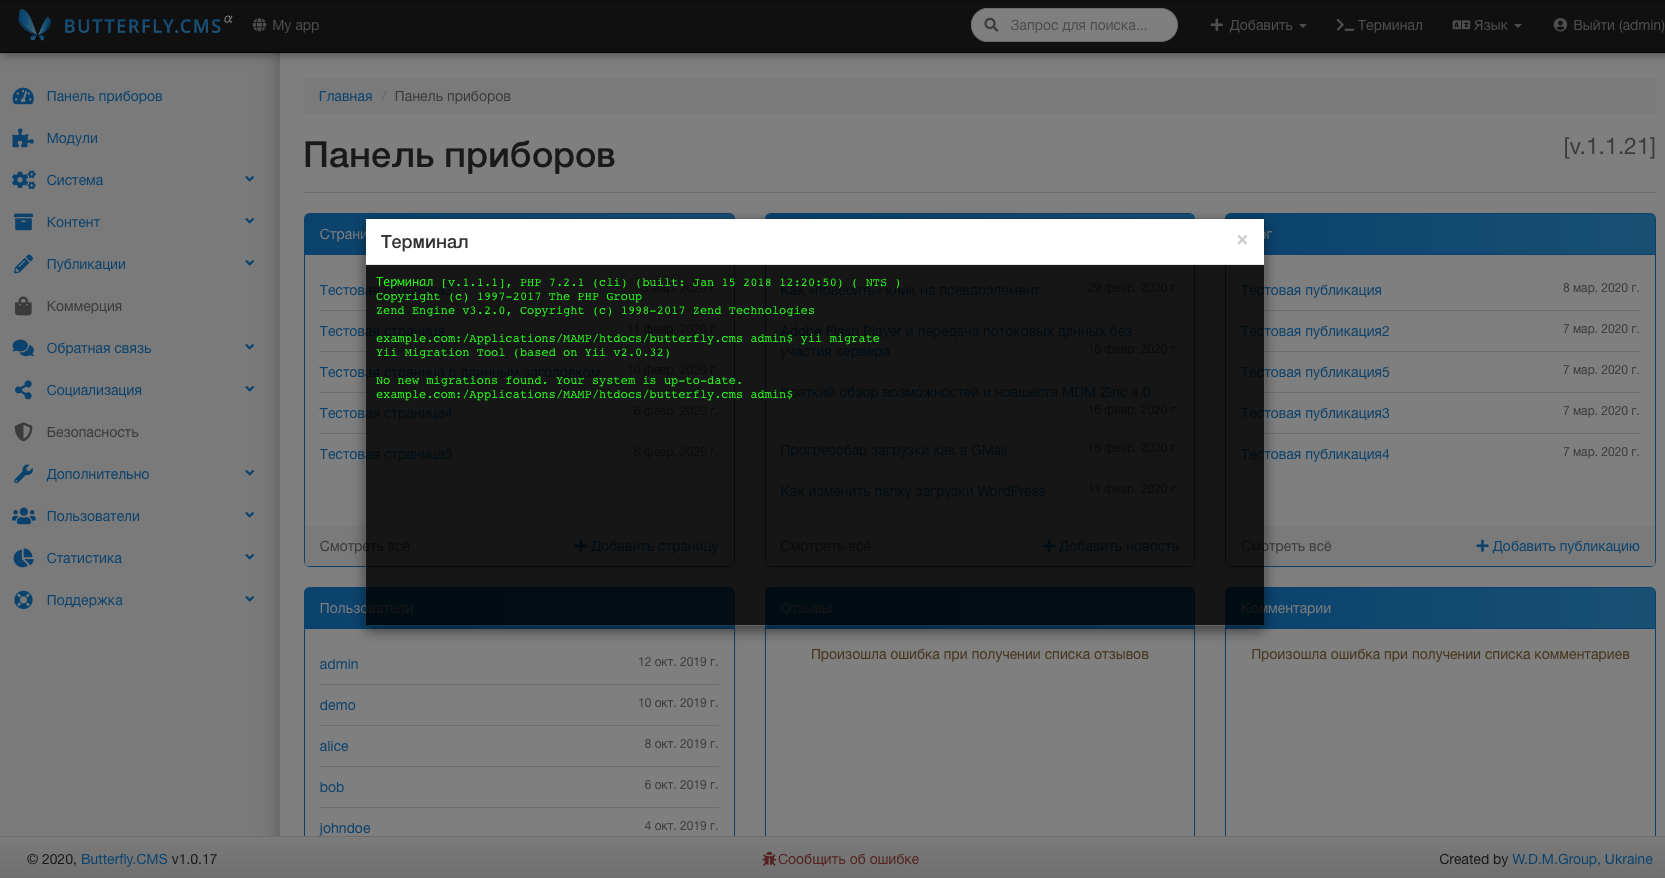 BUTTERFLY.CMS α
My app
Запрос для поиска...
Добавить
Терминал
Язык
Выйти (admin)
Панель приборов
Модули
Система
Контент
Публикации
Коммерция
Обратная связь
Социализация
Безопасность
Дополнительно
Пользователи
Статистика
Поддержка
Главная / Панель приборов
Панель приборов
[v.1.1.21]
Терминал
×
Терминал [v.1.1.1], PHP 7.2.1 (cli) (built: Jan 15 2018 12:20:50) ( NTS )
Copyright (c) 1997-2017 The PHP Group
Zend Engine v3.2.0, Copyright (c) 1998-2017 Zend Technologies
example.com:/Applications/MAMP/htdocs/butterfly.cms admin$ yii migrate
Yii Migration Tool (based on Yii v2.0.32)
No new migrations found. Your system is up-to-date.
example.com:/Applications/MAMP/htdocs/butterfly.cms admin$
Тестовая страница 11 февр. 2020 г.
Тестовая страница с длинным заголовком 10 февр. 2020 г.
Тестовая страница4 6 февр. 2020 г.
Тестовая страница5 6 февр. 2020 г.
Смотреть всё
Добавить страницу
Как «повесить» клик на псевдоэлемент 29 февр. 2020 г.
Adobe Flash Player и передача потоковых данных без
участия сервера 16 февр. 2020 г.
Краткий обзор возможностей и новшеств MDM Zinc 4.0
16 февр. 2020 г.
Прогрессбар загрузки как в GMail 16 февр. 2020 г.
Как изменить папку загрузки WordPress 11 февр. 2020 г.
Смотреть всё
Добавить новость
Тестовая публикация 8 мар. 2020 г.
Тестовая публикация2 7 мар. 2020 г.
Тестовая публикация5 7 мар. 2020 г.
Тестовая публикация3 7 мар. 2020 г.
Тестовая публикация4 7 мар. 2020 г.
Смотреть всё
Добавить публикацию
Пользователи
admin 12 окт. 2019 г.
demo 10 окт. 2019 г.
alice 8 окт. 2019 г.
bob 6 окт. 2019 г.
johndoe 4 окт. 2019 г.
Отзывы
Произошла ошибка при получении списка отзывов
Комментарии
Произошла ошибка при получении списка комментариев
© 2020, Butterfly.CMS v1.0.17
Сообщить об ошибке
Created by W.D.M.Group, Ukraine